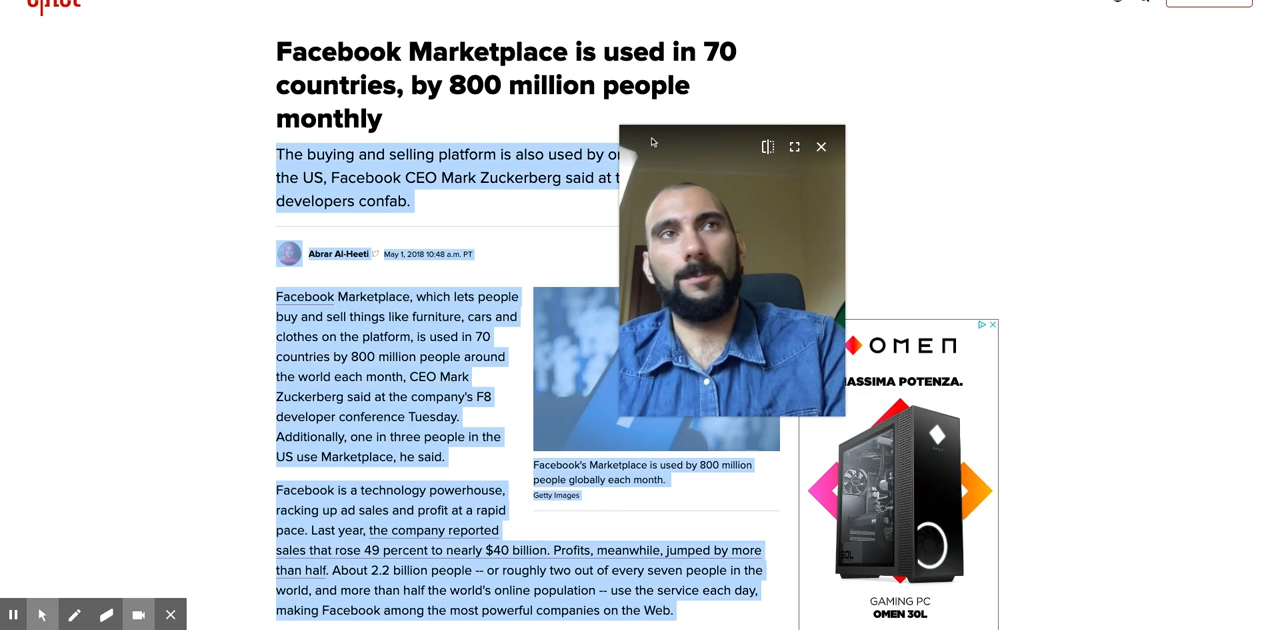 Facebook Marketplace is used in 70
countries, by 800 million people
monthly
The buying and selling platform is also used by
the US, Facebook CEO Mark Zuckerberg said at
developers confab.
Abrar Al-Heeti May 1, 2018 10:48 a.m. PT
Facebook Marketplace, which lets people
buy and sell things like furniture, cars and
clothes on the platform, is used in 70
countries by 800 million people around
the world each month, CEO Mark
Zuckerberg said at the company's F8
developer conference Tuesday.
Additionally, one in three people in the
US use Marketplace, he said.
Facebook's Marketplace is used by 800 million
people globally each month.
Getty Images
Facebook is a technology powerhouse,
racking up ad sales and profit at a rapid
pace. Last year, the company reported
sales that rose 49 percent to nearly $40 billion. Profits, meanwhile, jumped by more
than half. About 2.2 billion people -- or roughly two out of every seven people in the
world, and more than half the world's online population -- use the service each day,
making Facebook among the most powerful companies on the Web.
OMEN
MASSIMA POTENZA.
GAMING PC
OMEN 30L